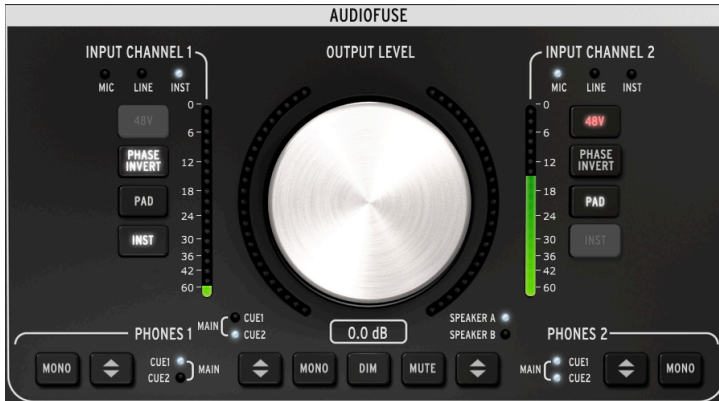 AUDIOFUSE
INPUT CHANNEL 1
OUTPUT LEVEL
INPUT CHANNEL 2
MIC LINE INST
MIC LINE INST
48V
PHASE INVERT
PAD
INST
0
6
12
18
24
30
36
42
60
0
6
12
18
24
30
36
42
60
48V
PHASE INVERT
PAD
INST
PHONES 1
MAIN
CUE1
CUE2
0.0 dB
SPEAKER A
SPEAKER B
PHONES 2
MONO
CUE1
CUE2
MAIN
MONO
DIM
MUTE
MAIN
CUE1
CUE2
MONO